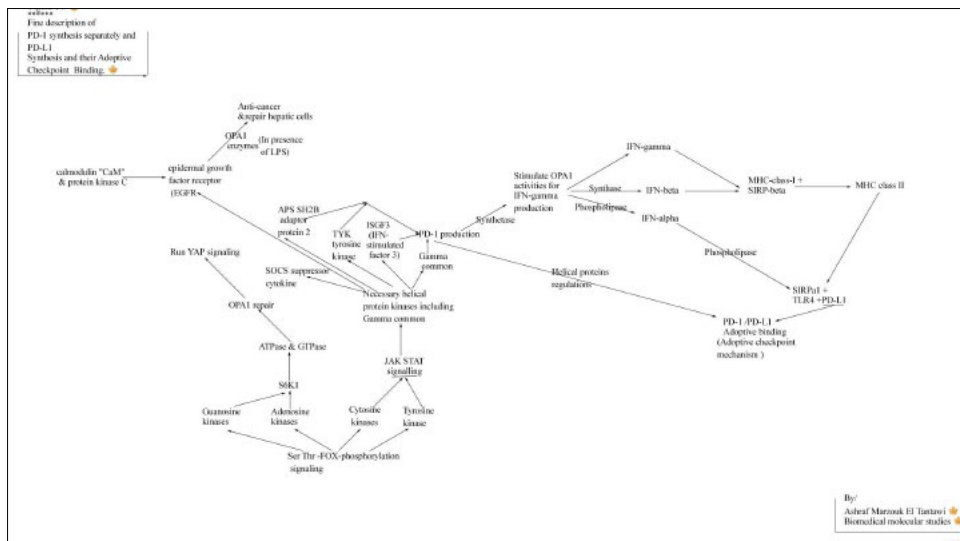 Fine description of
PD-1 synthesis separately and
PD-L1
Synthesis and their Adoptive
Checkpoint Binding.
Anti-cancer
&repair hepatic cells
OPA1
enzymes
(In presence
of LPS)
calmodulin "CaM"
& protein kinase C
epidermal growth
factor receptor
(EGFR
APS SH2B
adaptor
protein 2
TYK
tyrosine
kinase
ISGF3
(IFN-
stimulated
factor 3)
PD-1 production
Gamma
common
Synthetase
Stimulate OPA1
activities for
IFN-gamma
production
IFN-gamma
Synthase
IFN-beta
Phospholipase
IFN-alpha
MHC-class-I +
SIRP-beta
MHC class II
Phospholipase
SIRPα1 +
TLR4 +PD-L1
Helical proteins
regulations
PD-1 /PD-L1
Adoptive binding
(Adoptive checkpoint
mechanism )
Run YAP signaling
SOCS suppressor
cytokine
Necessary helical
protein kinases including
Gamma common
OPA1 repair
ATPase & GTPase
JAK STAT
signalling
S6K1
Guanosine
kinases
Adenosine
kinases
Cytosine
kinases
Tyrosine
kinase
Ser Thr -FOX-phosphorylation
signaling
By/
Ashraf Marzouk El Tantawi
Biomedical molecular studies